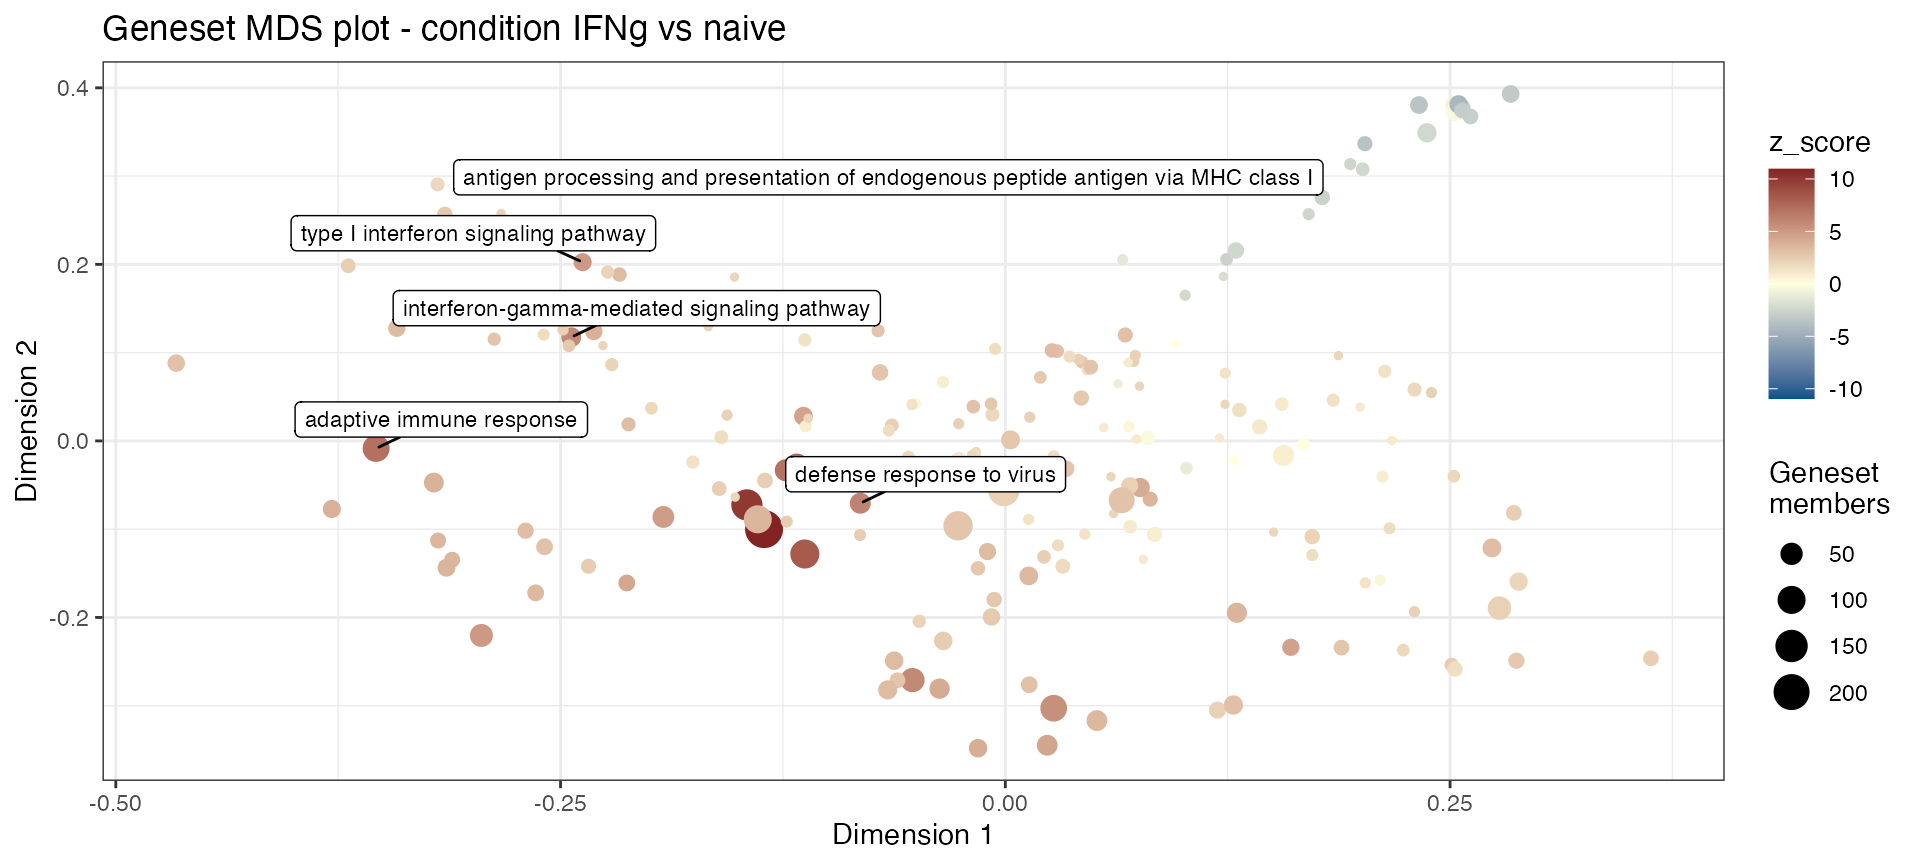 Geneset MDS plot - condition IFNg vs naive
antigen processing and presentation of endogenous peptide antigen via MHC class I
type I interferon signaling pathway
interferon-gamma-mediated signaling pathway
adaptive immune response
defense response to virus
0.4
0.2
0.0
-0.2
Dimension 2
-0.50
-0.25
0.00
0.25
Dimension 1
z_score
10
5
0
-5
-10
Geneset
members
50
100
150
200